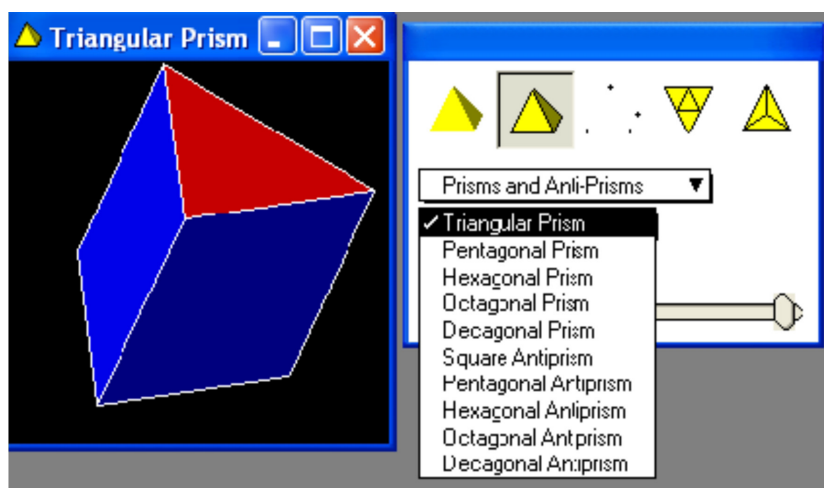 Triangular Prism
Prisms and Anti-Prisms
Triangular Prism
Pentagonal Prism
Hexagonal Prism
Octagonal Prism
Decagonal Prism
Square Antiprism
Pentagonal Antiprism
Hexagonal Antiprism
Octagonal Antiprism
Decagonal Antiprism